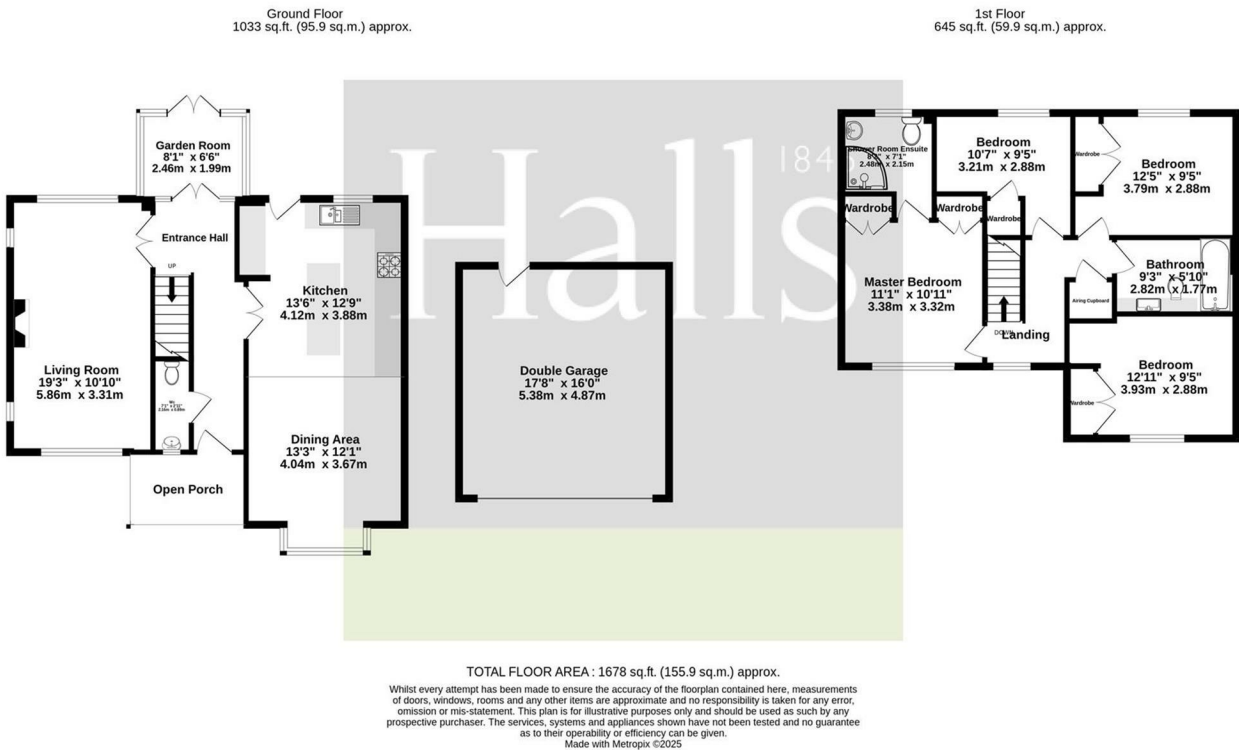 Ground Floor
1033 sq.ft. (95.9 sq.m.) approx.
1st Floor
645 sq.ft. (59.9 sq.m.) approx.
Halls
Garden Room
8'1" x 6'6"
2.46m x 1.99m
Entrance Hall
UP
Kitchen
13'6" x 12'9"
4.12m x 3.88m
Living Room
19'3" x 10'10"
5.86m x 3.31m
Dining Area
13'3" x 12'1"
4.04m x 3.67m
Open Porch
Double Garage
17'8" x 16'0"
5.38m x 4.87m
Shower Room Ensuite
2.48m x 2.15m
Bedroom
10'7" x 9'5"
3.21m x 2.88m
Wardrobe
Bedroom
12'5" x 9'5"
3.79m x 2.88m
Wardrobe
Wardrobe
Wardrobe
Master Bedroom
11'1" x 10'11"
3.38m x 3.32m
Bathroom
9'3" x 5'10"
2.82m x 1.77m
Airing Cupboard
DOWN
Landing
Bedroom
12'11" x 9'5"
3.93m x 2.88m
Wardrobe
TOTAL FLOOR AREA : 1678 sq.ft. (155.9 sq.m.) approx.
Whilst every attempt has been made to ensure the accuracy of the floorplan contained here, measurements
of doors, windows, rooms and any other items are approximate and no responsibility is taken for any error,
omission or mis-statement. This plan is for illustrative purposes only and should be used as such by any
prospective purchaser. The services, systems and appliances shown have not been tested and no guarantee
as to their operability or efficiency can be given.
Made with Metropix ©2025